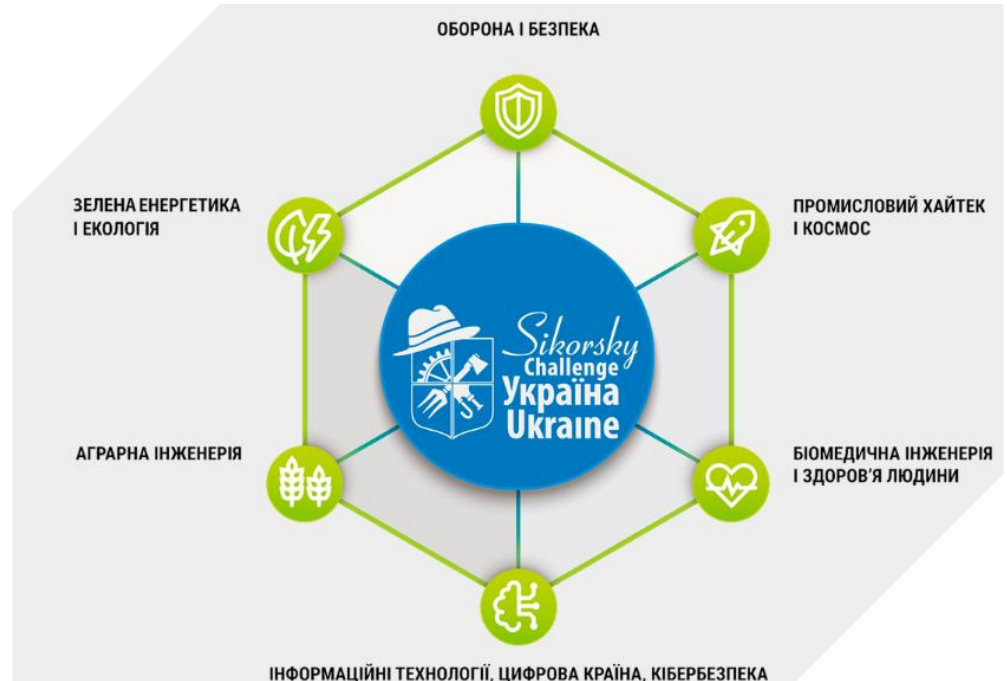 ОБОРОНА І БЕЗПЕКА
ЗЕЛЕНА ЕНЕРГЕТИКА
І ЕКОЛОГІЯ
ПРОМИСЛОВИЙ ХАЙТЕК
І КОСМОС
Sikorsky
Challenge
Україна
Ukraine
АГРАРНА ІНЖЕНЕРІЯ
БІОМЕДИЧНА ІНЖЕНЕРІЯ
І ЗДОРОВ'Я ЛЮДИНИ
ІНФОРМАЦІЙНІ ТЕХНОЛОГІЇ, ЦИФРОВА КРАЇНА, КІБЕРБЕЗПЕКА